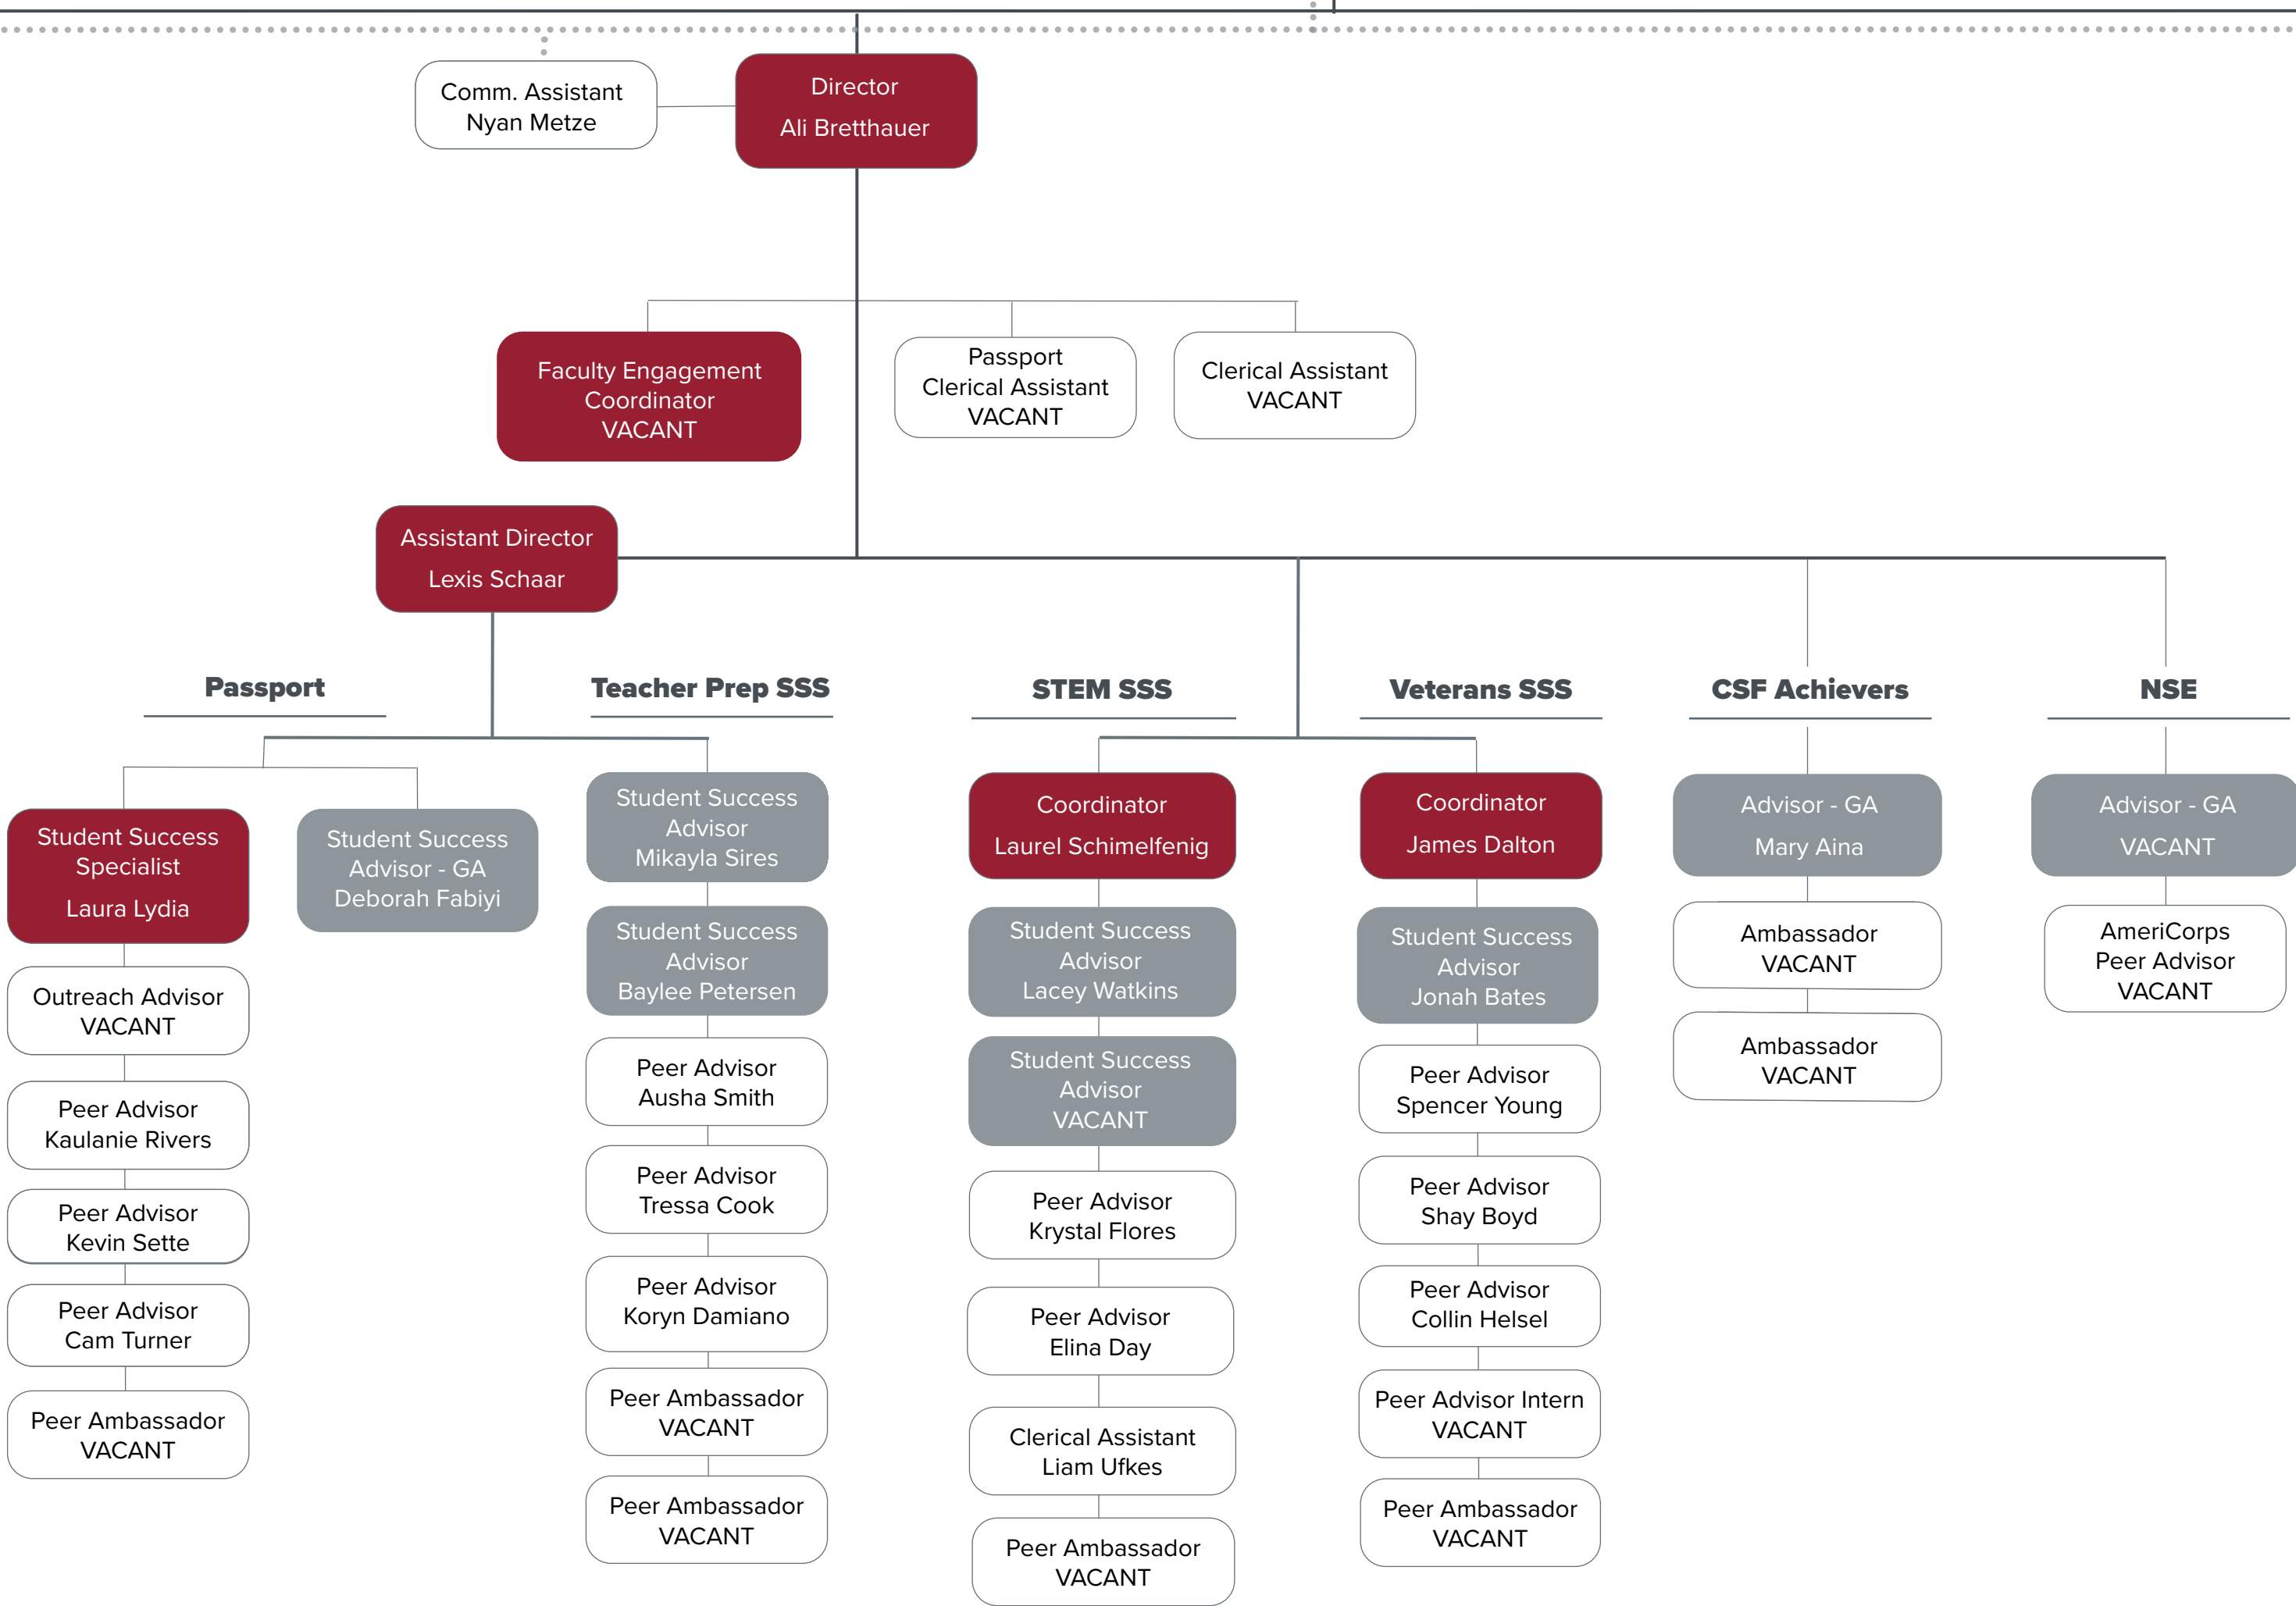 Comm. Assistant
Nyan Metze
Director
Ali Bretthauer
Faculty Engagement
Coordinator
VACANT
Passport
Clerical Assistant
VACANT
Clerical Assistant
VACANT
Assistant Director
Lexis Schaar
Passport
Student Success
Specialist
Laura Lydia
Outreach Advisor
VACANT
Peer Advisor
Kaulanie Rivers
Peer Advisor
Kevin Sette
Peer Advisor
Cam Turner
Peer Ambassador
VACANT
Student Success
Advisor - GA
Deborah Fabiyi
Teacher Prep SSS
Student Success
Advisor
Mikayla Sires
Student Success
Advisor
Baylee Petersen
Peer Advisor
Ausha Smith
Peer Advisor
Tressa Cook
Peer Advisor
Koryn Damiano
Peer Ambassador
VACANT
Peer Ambassador
VACANT
STEM SSS
Coordinator
Laurel Schimelfenig
Student Success
Advisor
Lacey Watkins
Student Success
Advisor
VACANT
Peer Advisor
Krystal Flores
Peer Advisor
Elina Day
Clerical Assistant
Liam Ufkes
Peer Ambassador
VACANT
Veterans SSS
Coordinator
James Dalton
Student Success
Advisor
Jonah Bates
Peer Advisor
Spencer Young
Peer Advisor
Shay Boyd
Peer Advisor
Collin Helsel
Peer Advisor Intern
VACANT
Peer Ambassador
VACANT
CSF Achievers
Advisor - GA
Mary Aina
Ambassador
VACANT
Ambassador
VACANT
NSE
Advisor - GA
VACANT
AmeriCorps
Peer Advisor
VACANT